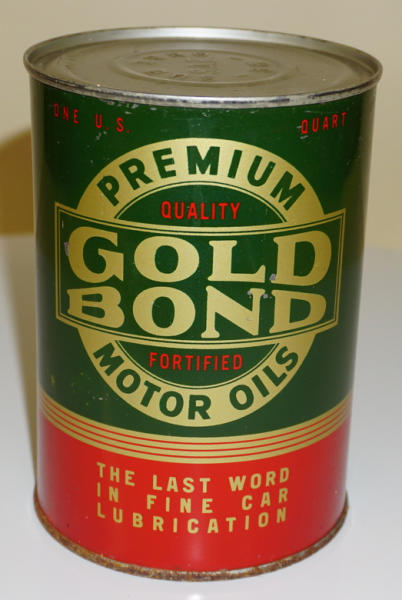 ONE U.S. QUART
PREMIUM
QUALITY
GOLD
BOND
FORTIFIED
MOTOR OILS
THE LAST WORD
IN FINE CAR
LUBRICATION